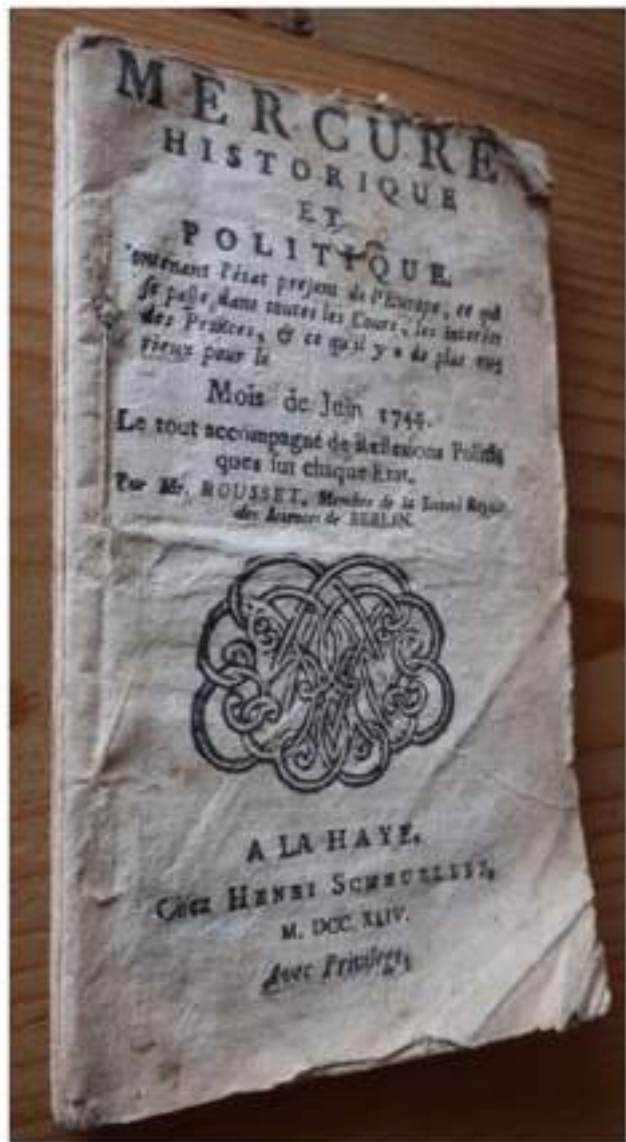 MERCURE
HISTORIQUE
ET
POLITIQUE
ontenant l'état present de l'Europe, ce qui
se passe, dans toutes les Cours, les interêts
des Princes, & ce qu'il y a de plus cu
rieux pour le
Mois de Juin 1744.
Le tout accompagné de Reflexions Politi
ques sur chaque Etat,
Par Mr. ROUSSET, Membre de la Societé Royale
des Sciences de BERLIN.
A LA HAYE,
Chez HENRI SCHEURLEER,
M. DCC. XLIV.
Avec Privilege.